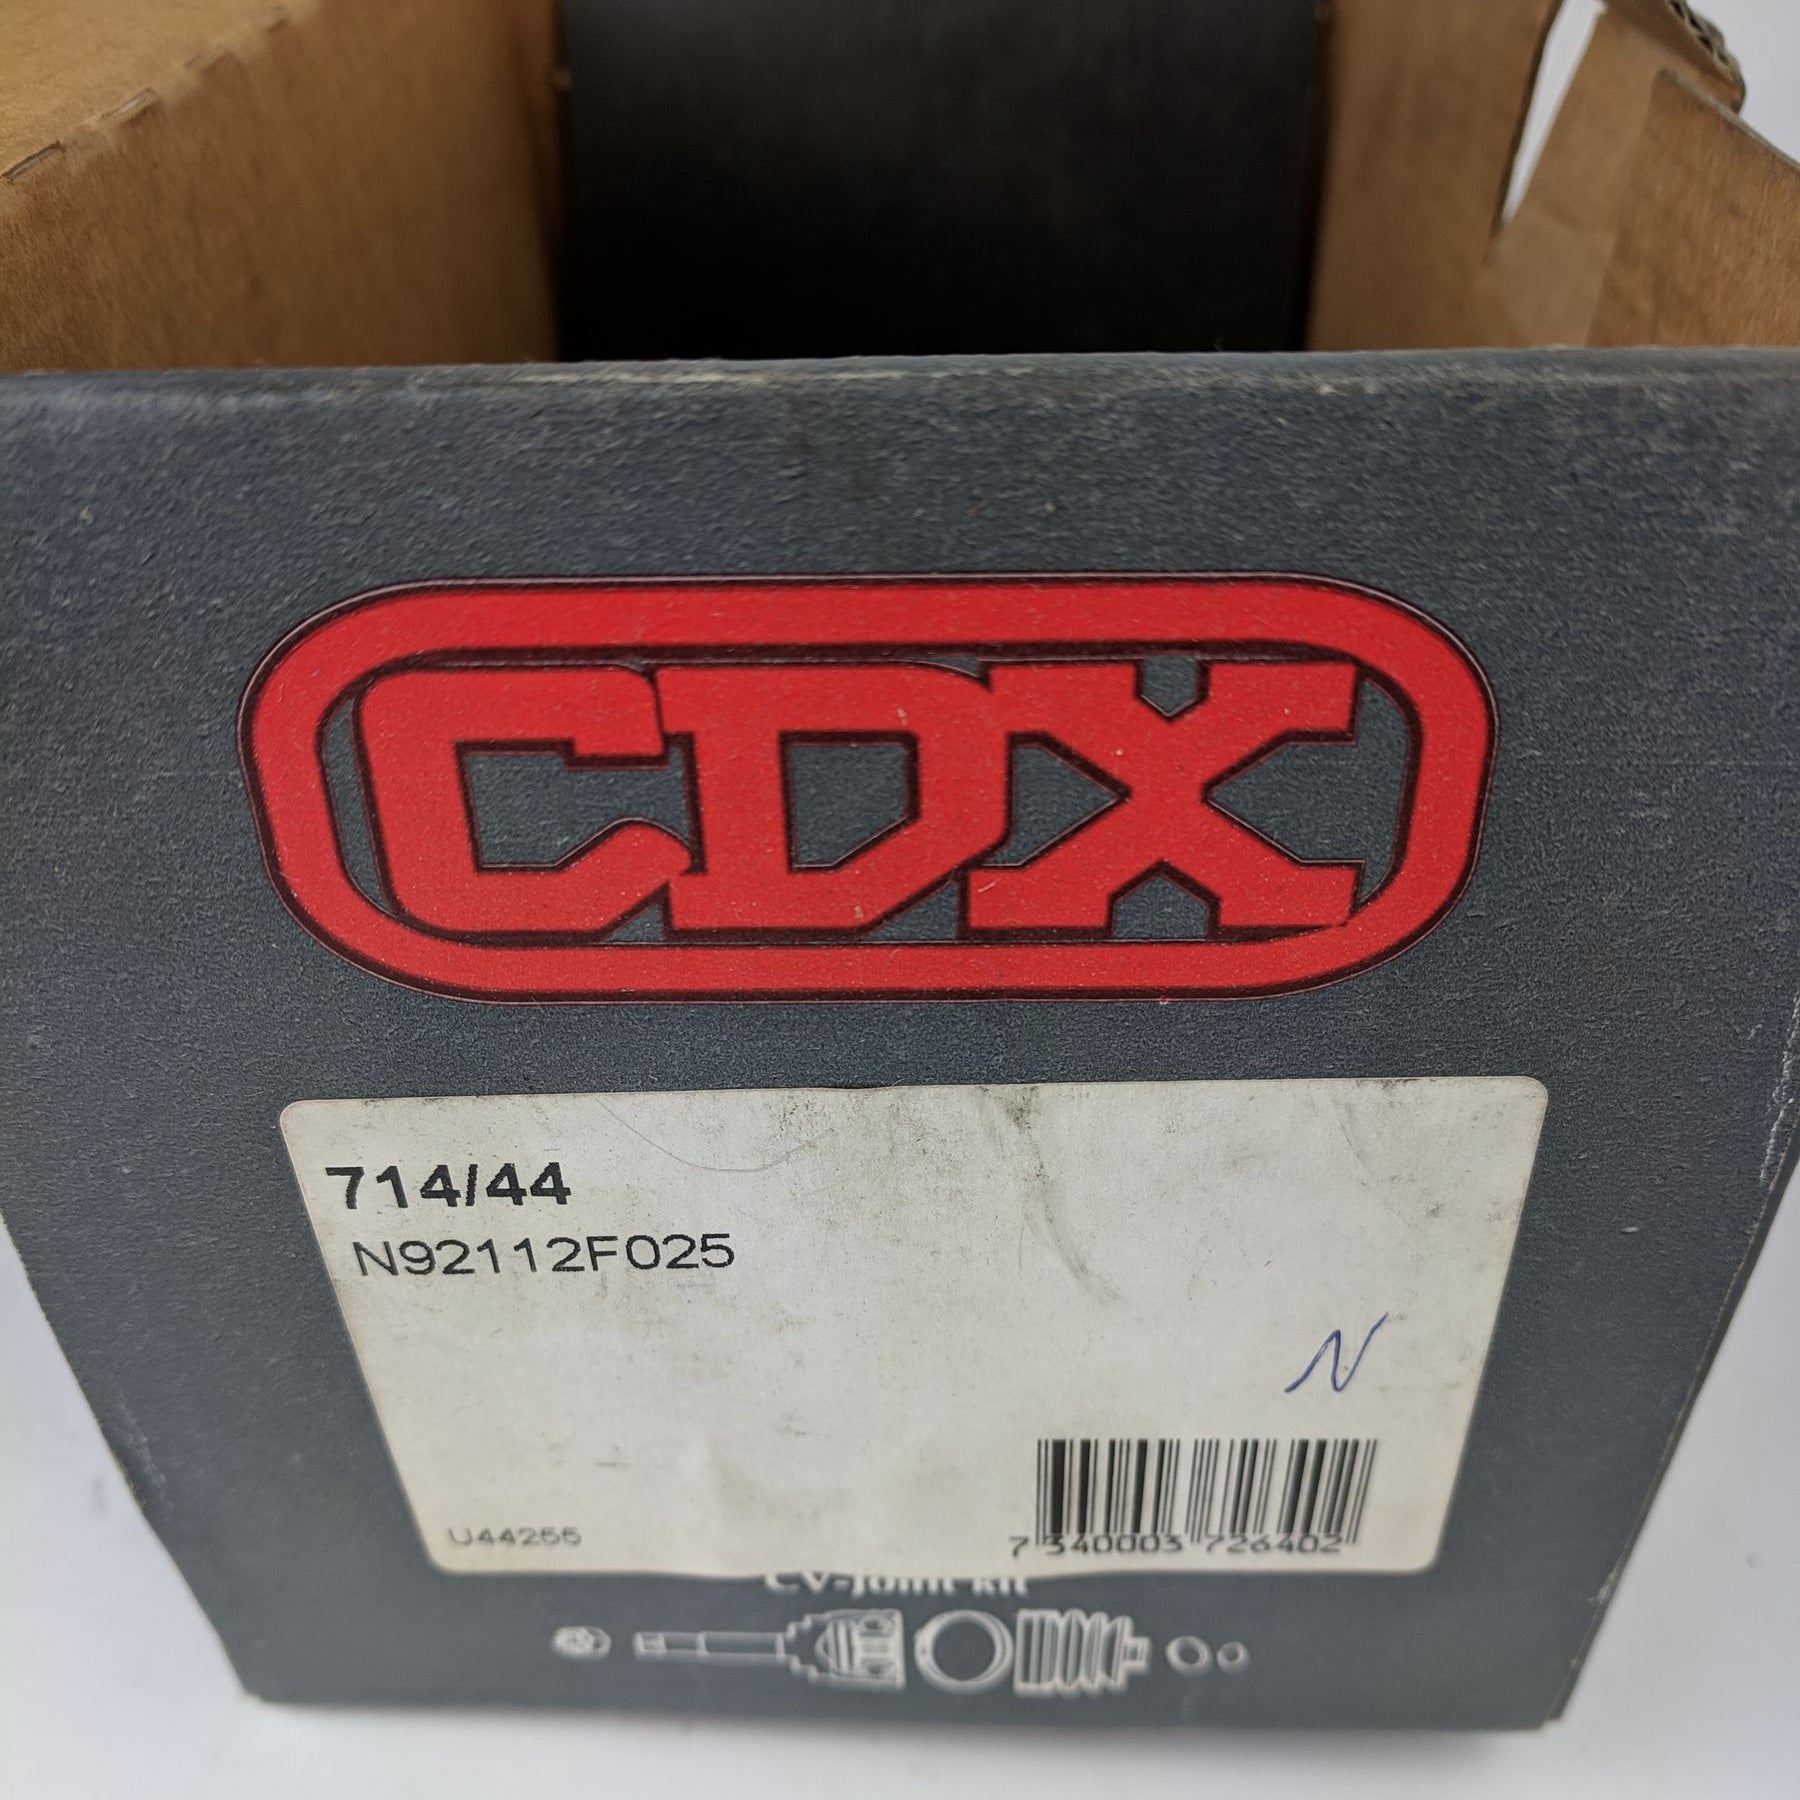 CDX
714/44
N92112F025
N
U44255
7 340003 726402
CV-joint kit